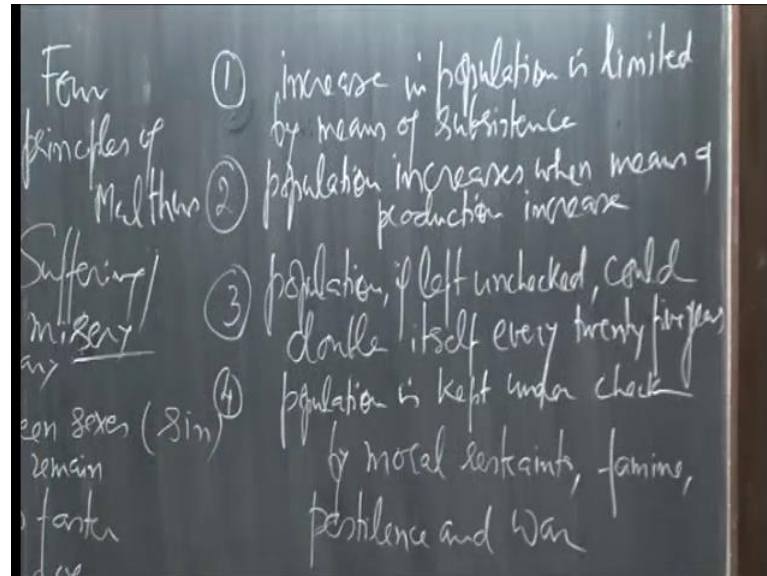 Four
principles of
Malthus
Suffering/
misery
any
een sexes (Sin)
remain
faster
① increase in population is limited
by means of subsistence
② population increases when means of
production increase
③ population, if left unchecked, could
double itself every twenty five years
④ population is kept under check
by moral restraints, famine,
pestilence and War